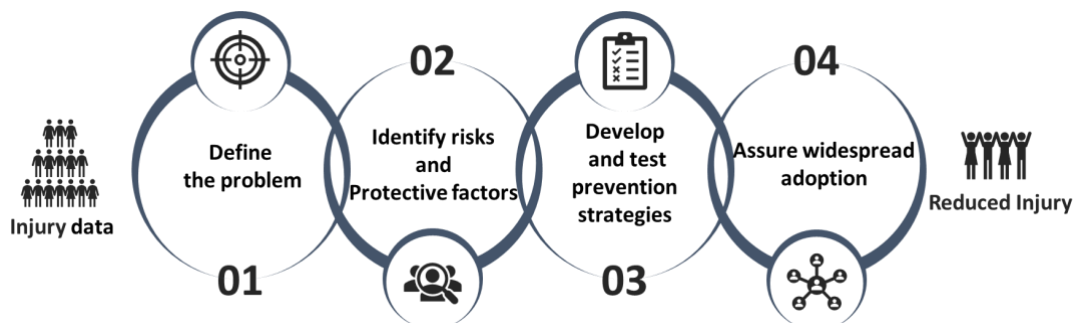 Injury data
Define
the problem
01
02
Identify risks
and
Protective factors
Develop
and test
prevention
strategies
03
04
Assure widespread
adoption
Reduced Injury